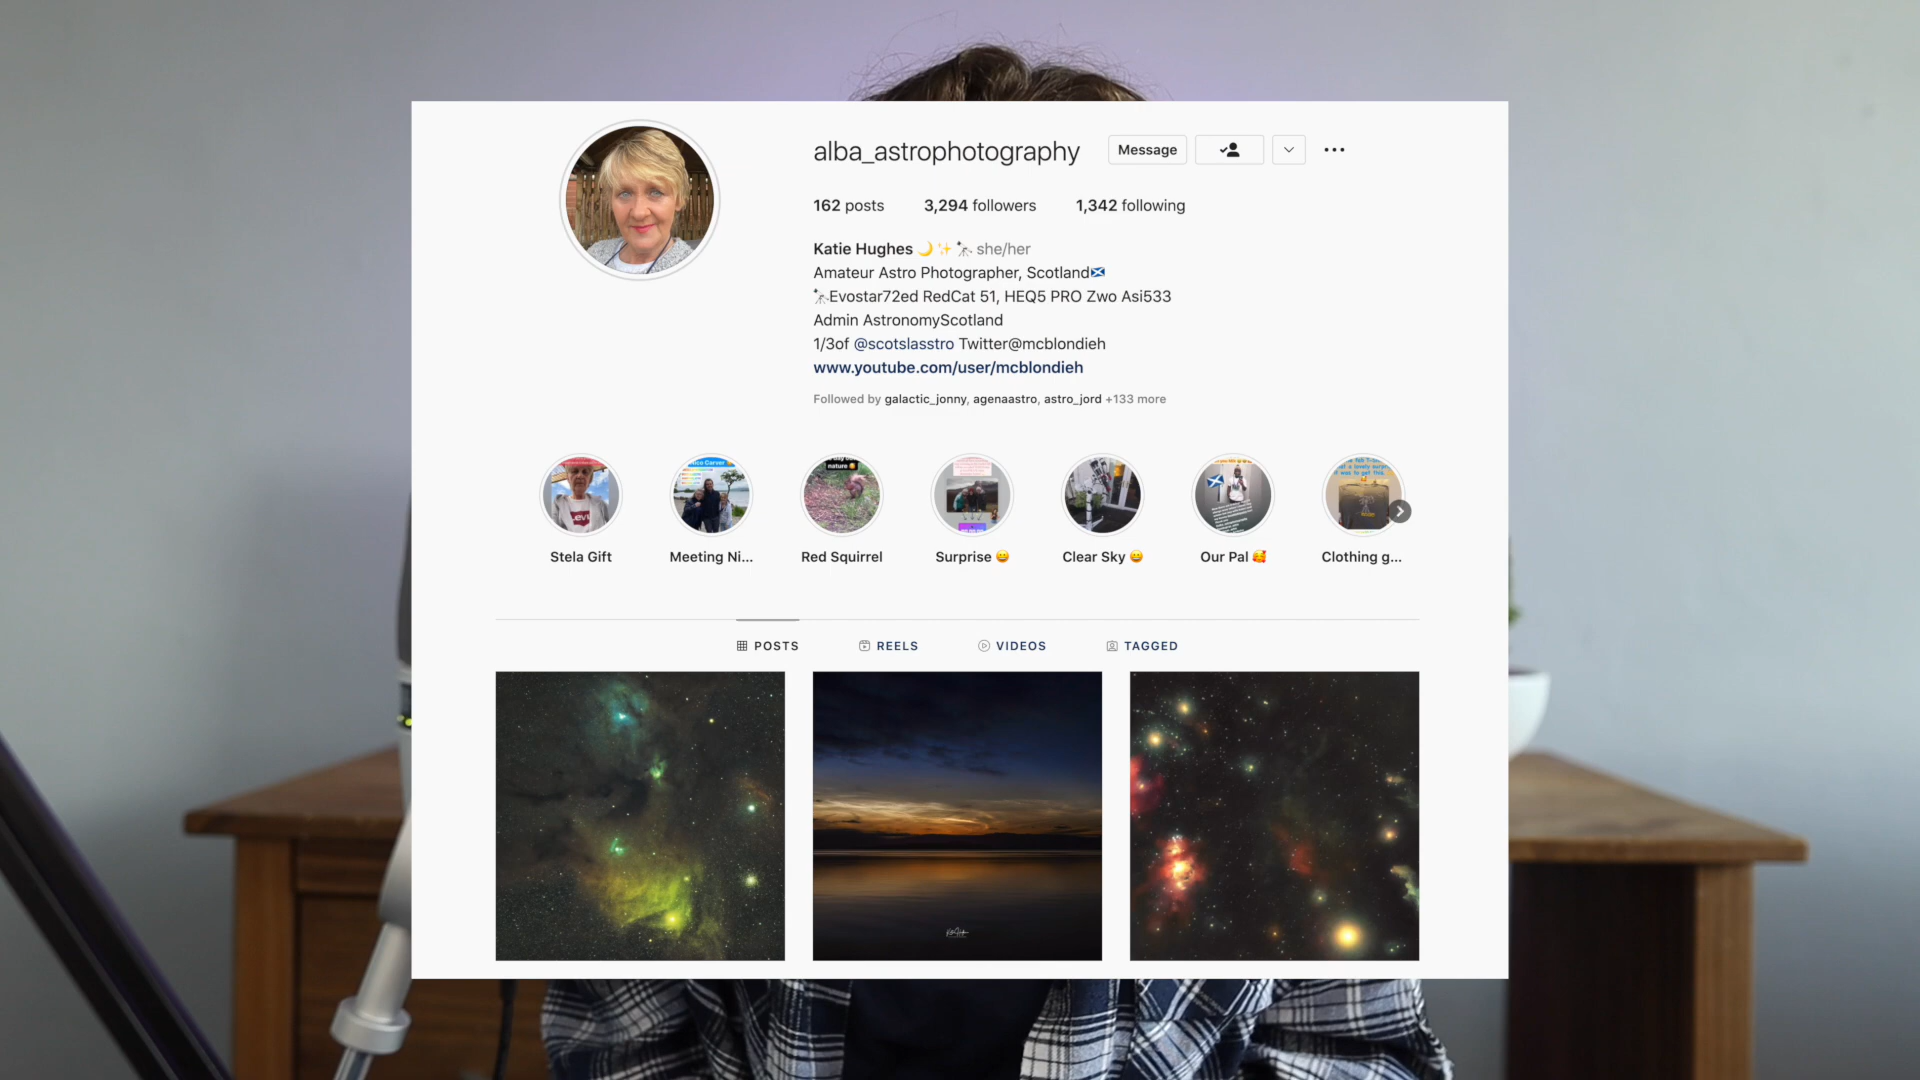 alba_astrophotography Message
162 posts 3,294 followers 1,342 following
Katie Hughes 🌙✨🔭 she/her
Amateur Astro Photographer, Scotland🏴󠁧󠁢󠁳󠁣󠁴󠁿
🔭Evostar72ed RedCat 51, HEQ5 PRO Zwo Asi533
Admin AstronomyScotland
1/3of @scotslasstro Twitter@mcblondieh
www.youtube.com/user/mcblondieh
Followed by galactic_jonny, agenaastro, astro_jord +133 more
Nico Carver
nature
Stela Gift Meeting Ni... Red Squirrel Surprise 😄 Clear Sky 😄 Our Pal 🥰 Clothing g...
POSTS REELS VIDEOS TAGGED